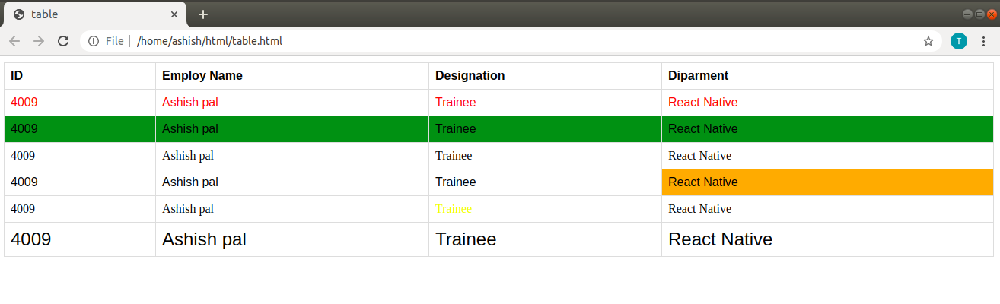 table
File /home/ashish/html/table.html T
ID Employ Name Designation Diparment
4009 Ashish pal Trainee React Native
4009 Ashish pal Trainee React Native
4009 Ashish pal Trainee React Native
4009 Ashish pal Trainee React Native
4009 Ashish pal Trainee React Native
4009 Ashish pal Trainee React Native